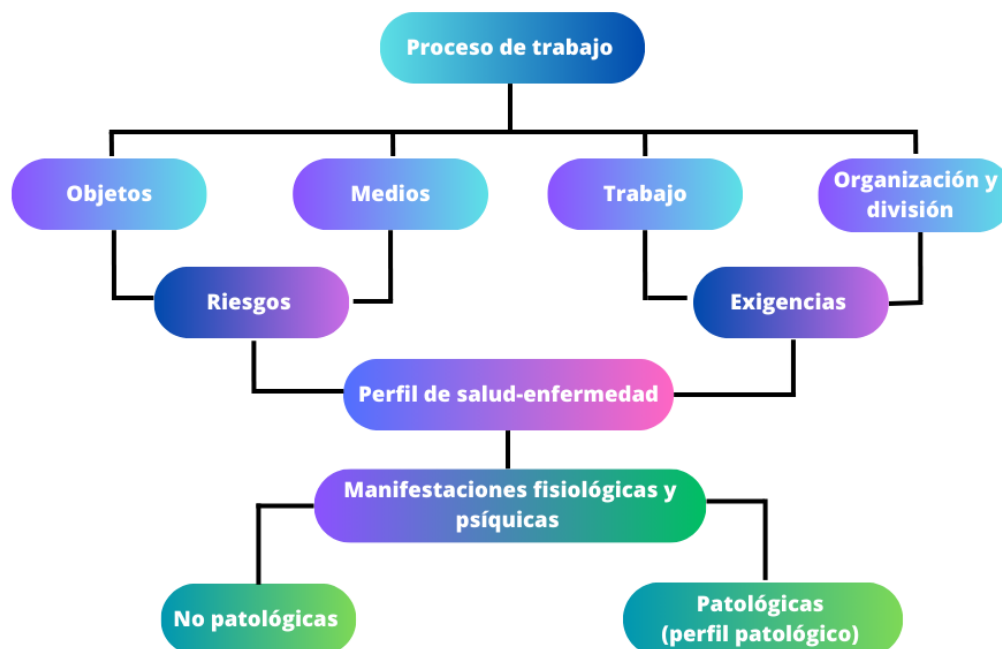 Proceso de trabajo
Objetos
Medios
Trabajo
Organización y
división
Riesgos
Exigencias
Perfil de salud-enfermedad
Manifestaciones fisiológicas y
psíquicas
No patológicas
Patológicas
(perfil patológico)